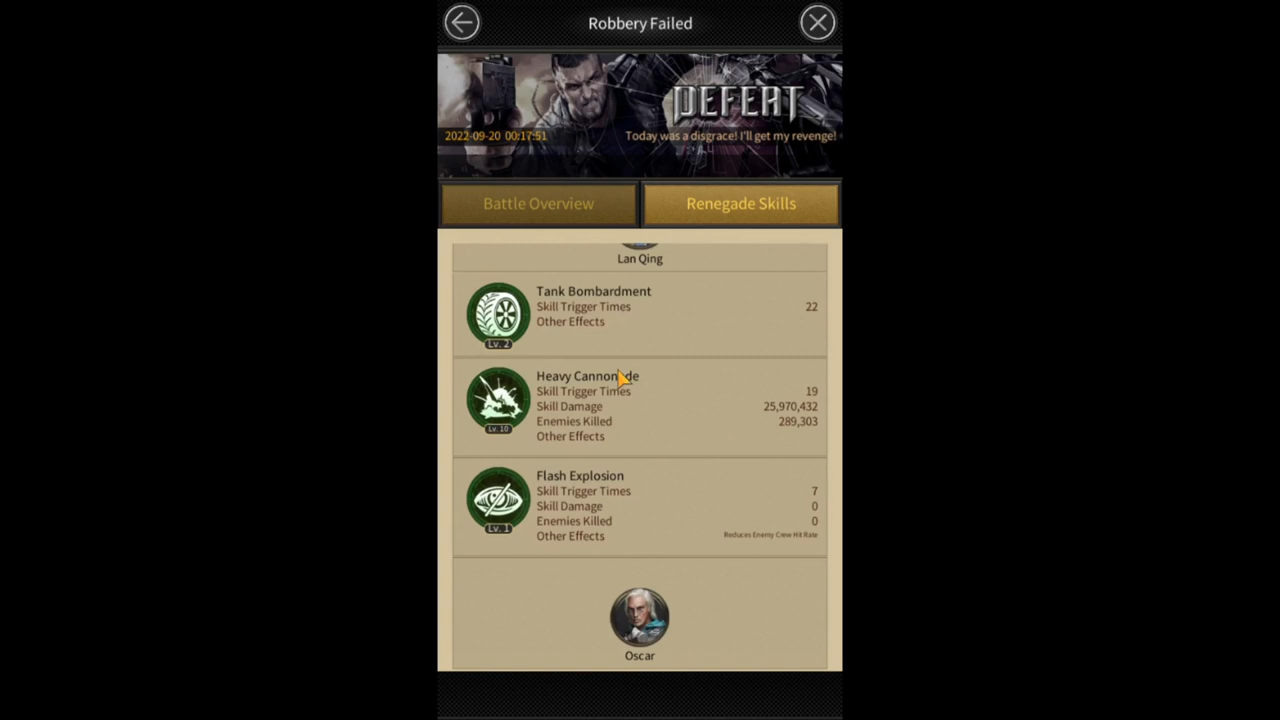 Robbery Failed
DEFEAT
2022-09-20 00:17:51 Today was a disgrace! I'll get my revenge!
Battle Overview Renegade Skills
Lan Qing
Tank Bombardment
Skill Trigger Times 22
Other Effects
Lv. 2
Heavy Cannonade
Skill Trigger Times 19
Skill Damage 25,970,432
Enemies Killed 289,303
Lv. 10
Other Effects
Flash Explosion
Skill Trigger Times 7
Skill Damage 0
Enemies Killed 0
Lv. 1
Other Effects Reduces Enemy Crew Hit Rate
Oscar